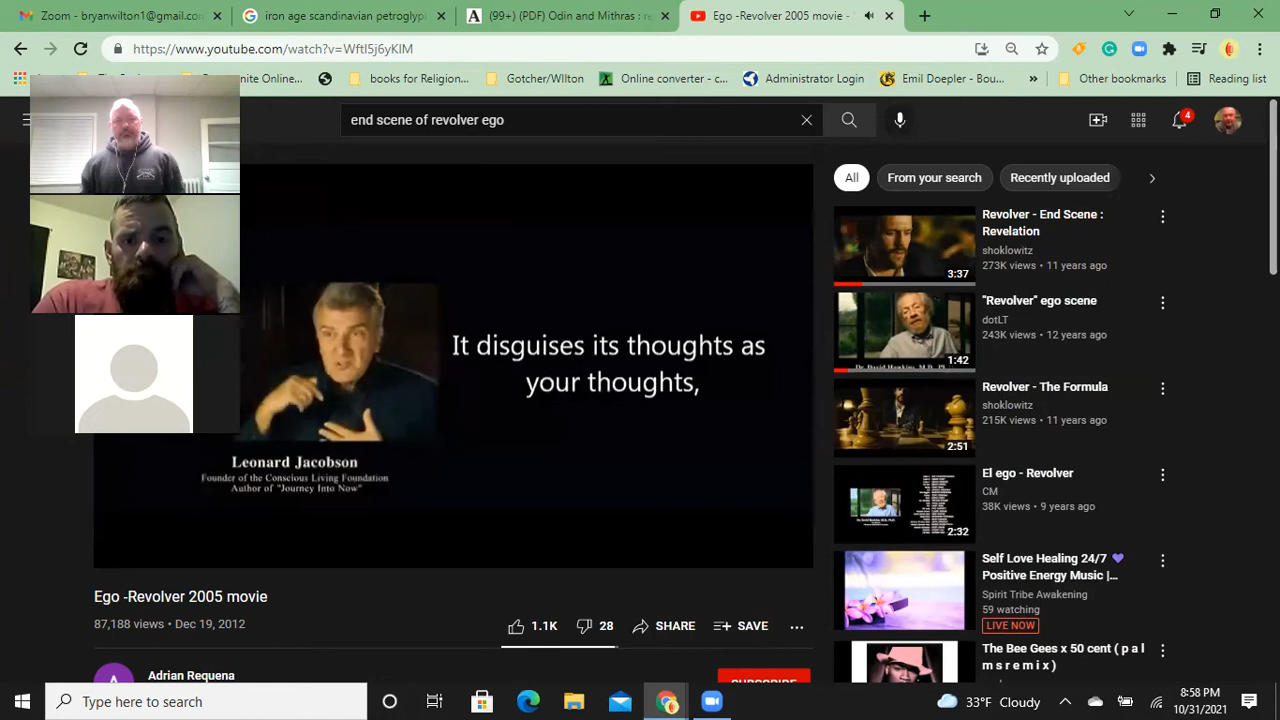 Zoom - bryanwilton1@gmail.con
iron age scandinavian petroglypi
(99+) (PDF) Odin and Mithras : re
Ego -Revolver 2005 movie - '
https://www.youtube.com/watch?v=WftI5j6yKlM
books for Religion...
Gotcher/WIlton
Online converter - c...
Administrator Login
Emil Doepler - Bou...
»
Other bookmarks
Reading list
end scene of revolver ego
4
All
From your search
Recently uploaded
It disguises its thoughts as
your thoughts,
Leonard Jacobson
Founder of the Conscious Living Foundation
Author of "Journey Into Now"
Ego -Revolver 2005 movie
87,188 views • Dec 19, 2012
1.1K
28
SHARE
SAVE
Adrian Requena
Revolver - End Scene :
Revelation
shoklowitz
273K views • 11 years ago
3:37
"Revolver" ego scene
dotLT
243K views • 12 years ago
1:42
Dr. David Hawkins, M.D., Ph.
Revolver - The Formula
shoklowitz
215K views • 11 years ago
2:51
El ego - Revolver
CM
38K views • 9 years ago
2:32
Self Love Healing 24/7 💜
Positive Energy Music |...
Spirit Tribe Awakening
59 watching
LIVE NOW
The Bee Gees x 50 cent ( p a l
m s r e m i x )
Type here to search
33°F Cloudy
8:58 PM
10/31/2021